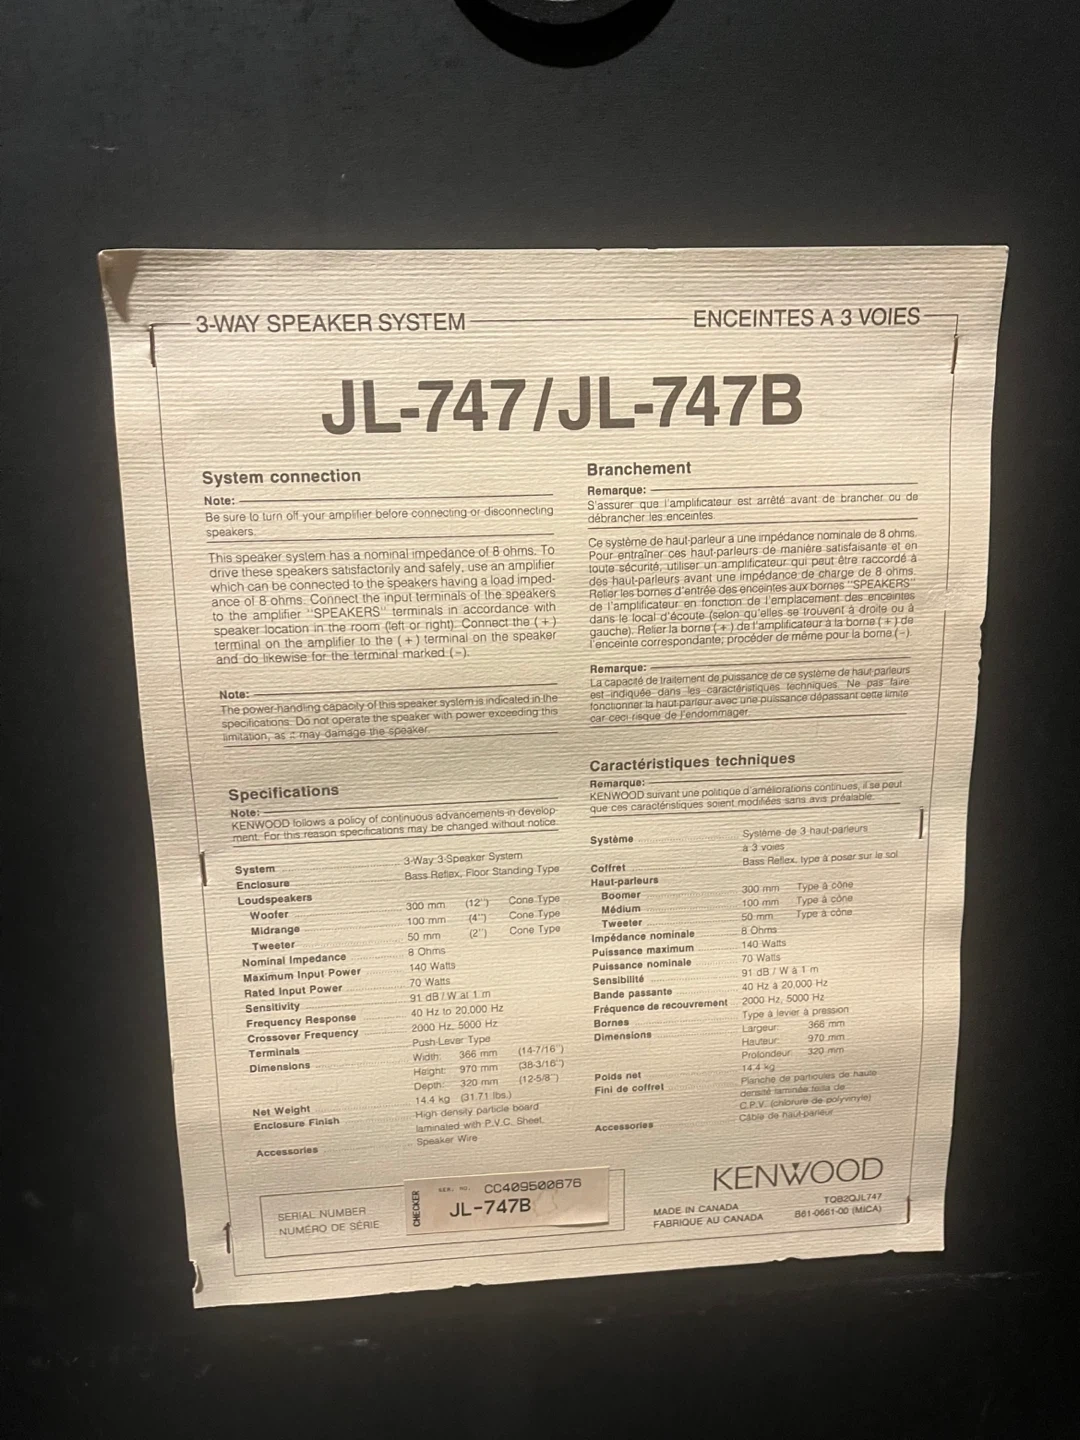 3-WAY SPEAKER SYSTEM
ENCEINTES A 3 VOIES
JL-747/JL-747B
System connection
Note:
Be sure to turn off your amplifier before connecting or disconnecting
speakers.
This speaker system has a nominal impedance of 8 ohms. To
drive these speakers satisfactorily and safely, use an amplifier
which can be connected to the speakers having a load imped-
ance of 8 ohms. Connect the input terminals of the speakers
to the amplifier "SPEAKERS" terminals in accordance with
speaker location in the room (left or right). Connect the (+)
terminal on the amplifier to the (+) terminal on the speaker
and do likewise for the terminal marked (-).
Note:
The power-handling capacity of this speaker system is indicated in the
specifications. Do not operate the speaker with power exceeding this
limitation, as it may damage the speaker.
Branchement
Remarque:
S'assurer que l'amplificateur est arrêté avant de brancher ou de
débrancher les enceintes.
Ce système de haut-parleur a une impédance nominale de 8 ohms.
Pour entraîner ces haut-parleurs de manière satisfaisante et en
toute sécurité, utiliser un amplificateur qui peut être raccordé à
des haut-parleurs avant une impédance de charge de 8 ohms.
Relier les bornes d'entrée des enceintes aux bornes "SPEAKERS"
de l'amplificateur en fonction de l'emplacement des enceintes
dans le local d'écoute (selon qu'elles se trouvent à droite ou à
gauche). Relier la borne (+) de l'amplificateur à la borne (+) de
l'enceinte correspondante; procéder de même pour la borne (-).
Remarque:
La capacité de traitement de puissance de ce système de haut-parleurs
est indiquée dans les caractéristiques techniques. Ne pas faire
fonctionner la haut-parleur avec une puissance dépassant cette limite
car ceci risque de l'endommager.
Specifications
Note:
KENWOOD follows a policy of continuous advancements in develop-
ment. For this reason specifications may be changed without notice.
System 3-Way 3 Speaker System
Enclosure Bass Reflex, Floor Standing Type
Loudspeakers
Woofer 300 mm (12") Cone Type
Midrange 100 mm (4") Cone Type
Tweeter 50 mm (2") Cone Type
Nominal Impedance 8 Ohms
Maximum Input Power 140 Watts
Rated Input Power 70 Watts
Sensitivity 91 dB / W at 1 m
Frequency Response 40 Hz to 20,000 Hz
Crossover Frequency 2000 Hz, 5000 Hz
Terminals Push-Lever Type
Dimensions Width: 366 mm (14-7/16")
Height: 970 mm (38-3/16")
Depth: 320 mm (12-5/8")
Net Weight 14.4 kg (31.71 lbs.)
Enclosure Finish High density particle board
laminated with P.V.C. Sheet.
Accessories Speaker Wire
Caractéristiques techniques
Remarque:
KENWOOD suivant une politique d'améliorations continues, il se peut
que ces caractéristiques soient modifiées sans avis préalable.
Système Système de 3 haut-parleurs
à 3 voies
Coffret Bass Reflex, type à poser sur le sol
Haut-parleurs
Boomer 300 mm Type à cône
Médium 100 mm Type à cône
Tweeter 50 mm Type à cône
Impédance nominale 8 Ohms
Puissance maximum 140 Watts
Puissance nominale 70 Watts
Sensibilité 91 dB / W à 1 m
Bande passante 40 Hz à 20,000 Hz
Fréquence de recouvrement 2000 Hz, 5000 Hz
Bornes Type à levier à pression
Dimensions Largeur: 366 mm
Hauteur: 970 mm
Profondeur: 320 mm
Poids net 14.4 kg
Fini de coffret Planche de particules de haute
densité laminée de
C.P.V. (chlorure de polyvinyle)
Accessories Câble de haut-parleur
SERIAL NUMBER
NUMÉRO DE SÉRIE
CHECKER
SER. NO. CC409500676
JL-747B
KENWOOD
MADE IN CANADA
FABRIQUE AU CANADA
TQB2QJL747
B61-0661-00 (MICA)